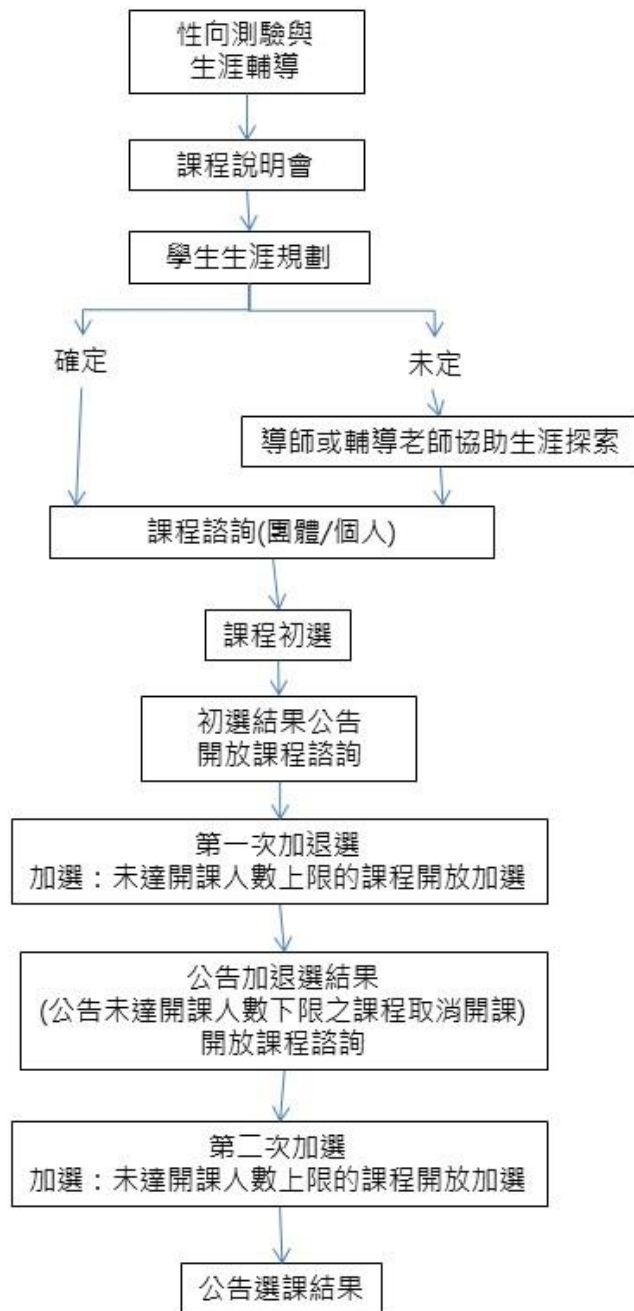 性向測驗與
生涯輔導
課程說明會
學生生涯規劃
確定
未定
導師或輔導老師協助生涯探索
課程諮詢(團體/個人)
課程初選
初選結果公告
開放課程諮詢
第一次加退選
加選：未達開課人數上限的課程開放加選
公告加退選結果
(公告未達開課人數下限之課程取消開課)
開放課程諮詢
第二次加選
加選：未達開課人數上限的課程開放加選
公告選課結果